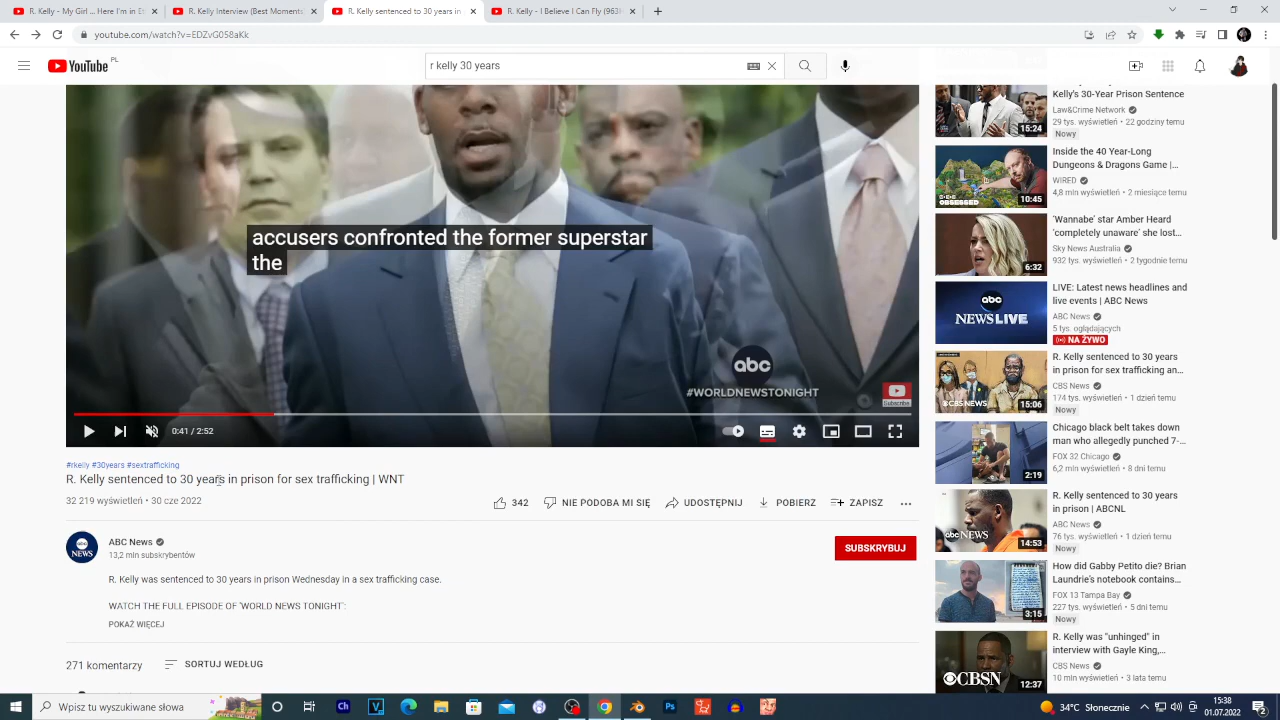 R. Kelly - My Girl ... Here I'm in E
R. Kelly Interview (Best Moments
R. Kelly sentenced to 30 years in
R. Kelly - I Believe I Can Fly
youtube.com/watch?v=EDZvG058aKk
YouTube PL
r kelly 30 years
accusers confronted the former superstar
the
abc
#WORLDNEWSTONIGHT
Subscribe
0:41 / 2:52
#rkelly #30years #sextrafficking
R. Kelly sentenced to 30 years in prison for sex trafficking | WNT
32 219 wyświetleń • 30 cze 2022
342
NIE PODOBA MI SIĘ
UDOSTĘPNIJ
POBIERZ
ZAPISZ
abc
NEWS
ABC News
13,2 mln subskrybentów
SUBSKRYBUJ
R. Kelly was sentenced to 30 years in prison Wednesday in a sex trafficking case.
WATCH THE FULL EPISODE OF 'WORLD NEWS TONIGHT'
POKAŻ WIĘCEJ
271 komentarzy
SORTUJ WEDŁUG
Kelly's 30-Year Prison Sentence
Law&Crime Network
29 tys. wyświetleń • 22 godziny temu
Nowy
15:24
Inside the 40 Year-Long
Dungeons & Dragons Game |...
WIRED
4,8 mln wyświetleń • 2 miesiące temu
OBSESSED
10:45
'Wannabe' star Amber Heard
'completely unaware' she lost...
Sky News Australia
932 tys. wyświetleń • 2 tygodnie temu
6:32
LIVE: Latest news headlines and
live events | ABC News
ABC News
5 tys. oglądających
NA ŻYWO
abc
NEWS LIVE
R. Kelly sentenced to 30 years
in prison for sex trafficking an...
CBS News
174 tys. wyświetleń • 1 dzień temu
Nowy
CBS NEWS
15:06
Chicago black belt takes down
man who allegedly punched 7-...
FOX 32 Chicago
6,2 mln wyświetleń • 8 dni temu
2:19
R. Kelly sentenced to 30 years
in prison | ABCNL
ABC News
76 tys. wyświetleń • 1 dzień temu
Nowy
abc NEWS
14:53
How did Gabby Petito die? Brian
Laundrie's notebook contains...
FOX 13 Tampa Bay
227 tys. wyświetleń • 5 dni temu
Nowy
3:15
R. Kelly was "unhinged" in
interview with Gayle King,...
CBS News
10 mln wyświetleń • 3 lata temu
CBSN
12:37
Wpisz tu wyszukiwane słowa
Ch
V
Ps
34°C Słonecznie
15:38
01.07.2022
2